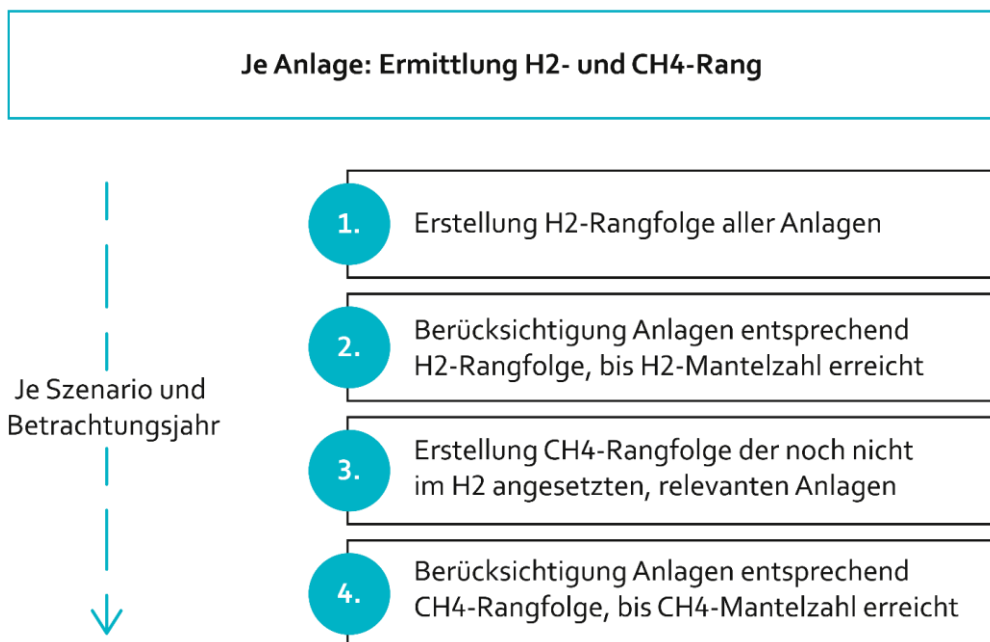 Je Anlage: Ermittlung H2- und CH4-Rang
1. Erstellung H2-Rangfolge aller Anlagen
2. Berücksichtigung Anlagen entsprechend
H2-Rangfolge, bis H2-Mantelzahl erreicht
Je Szenario und
Betrachtungsjahr
3. Erstellung CH4-Rangfolge der noch nicht
im H2 angesetzten, relevanten Anlagen
4. Berücksichtigung Anlagen entsprechend
CH4-Rangfolge, bis CH4-Mantelzahl erreicht